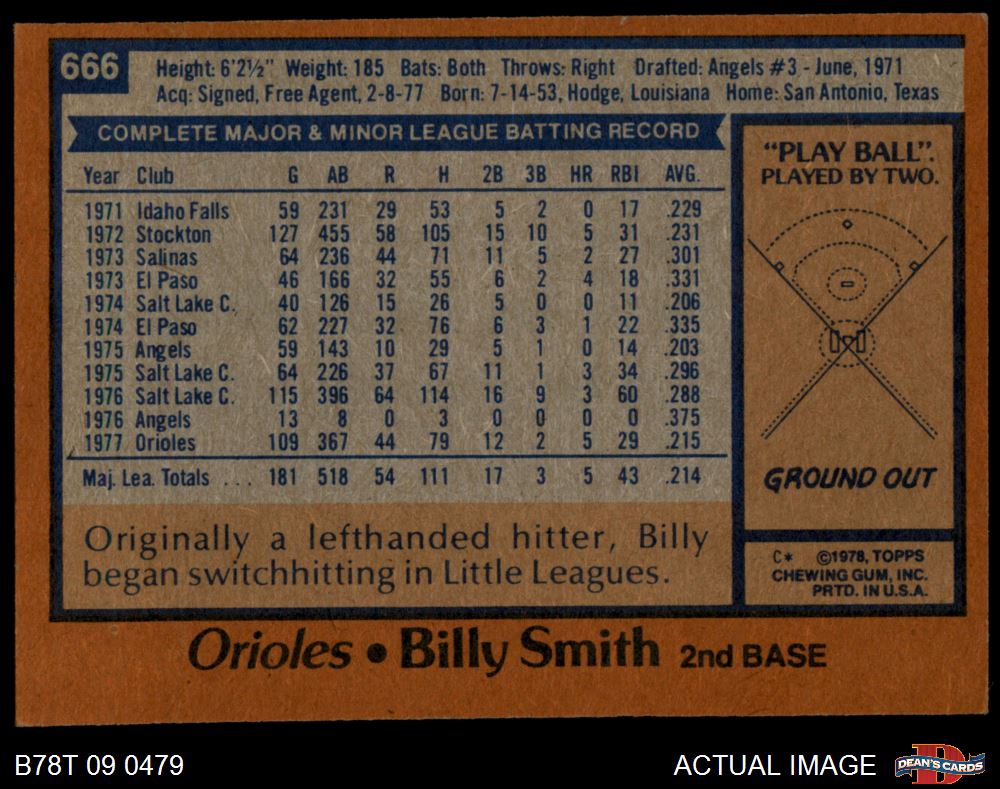 666
Height: 6'2½" Weight: 185 Bats: Both Throws: Right Drafted: Angels #3 - June, 1971
Acq: Signed, Free Agent, 2-8-77 Born: 7-14-53, Hodge, Louisiana Home: San Antonio, Texas
COMPLETE MAJOR & MINOR LEAGUE BATTING RECORD
Year Club G AB R H 2B 3B HR RBI AVG.
1971 Idaho Falls 59 231 29 53 5 2 0 17 .229
1972 Stockton 127 455 58 105 15 10 5 31 .231
1973 Salinas 64 236 44 71 11 5 2 27 .301
1973 El Paso 46 166 32 55 6 2 4 18 .331
1974 Salt Lake C. 40 126 15 26 5 0 0 11 .206
1974 El Paso 62 227 32 76 6 3 1 22 .335
1975 Angels 59 143 10 29 5 1 0 14 .203
1975 Salt Lake C. 64 226 37 67 11 1 3 34 .296
1976 Salt Lake C. 115 396 64 114 16 9 3 60 .288
1976 Angels 13 8 0 3 0 0 0 0 .375
1977 Orioles 109 367 44 79 12 2 5 29 .215
Maj. Lea. Totals . . . 181 518 54 111 17 3 5 43 .214
Originally a lefthanded hitter, Billy
began switchhitting in Little Leagues.
"PLAY BALL".
PLAYED BY TWO.
GROUND OUT
C* ©1978, TOPPS
CHEWING GUM, INC.
PRTD. IN U.S.A.
Orioles • Billy Smith 2nd BASE
B78T 09 0479
ACTUAL IMAGE
D
DEAN'S CARDS